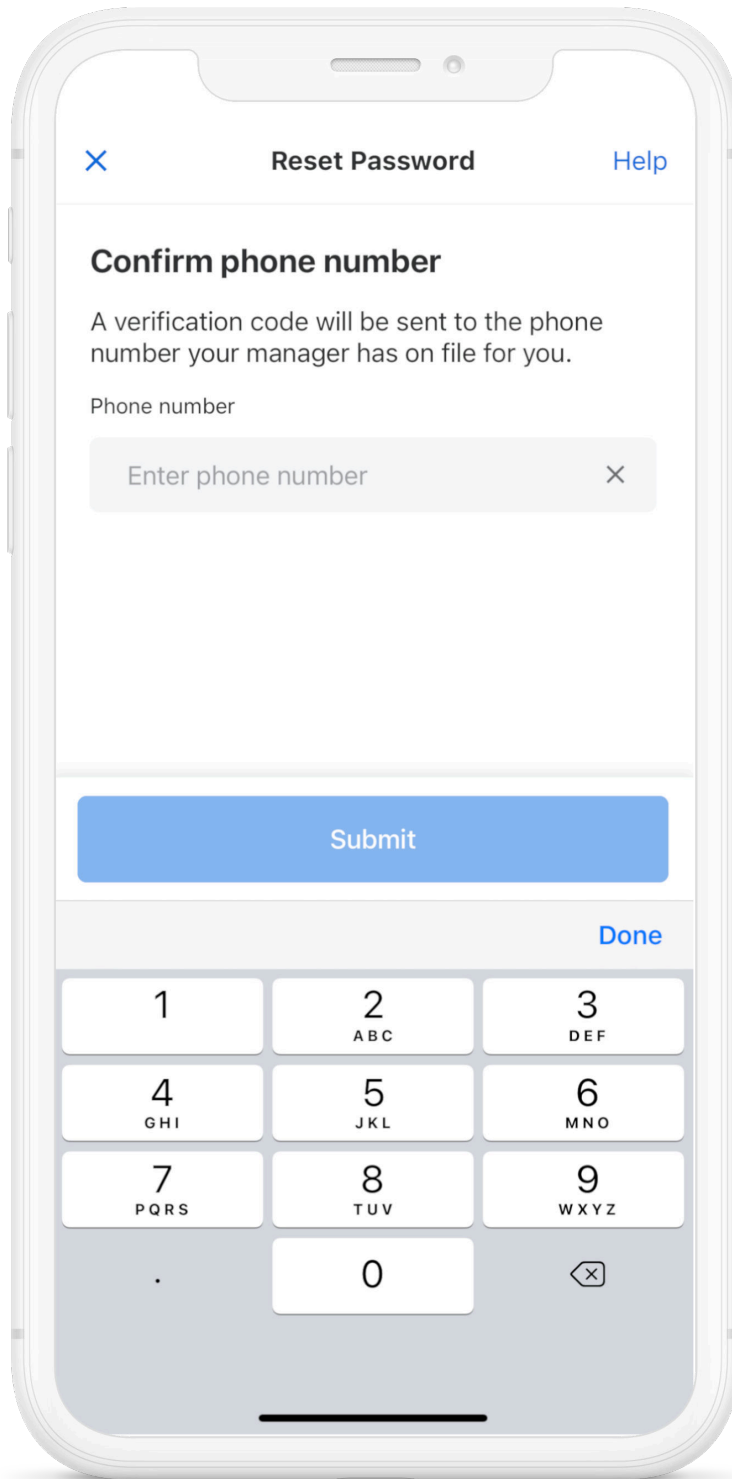 Reset Password
Help
Confirm phone number
A verification code will be sent to the phone
number your manager has on file for you.
Phone number
Enter phone number
Submit
Done
1
2
ABC
3
DEF
4
GHI
5
JKL
6
MNO
7
PQRS
8
TUV
9
WXYZ
.
0